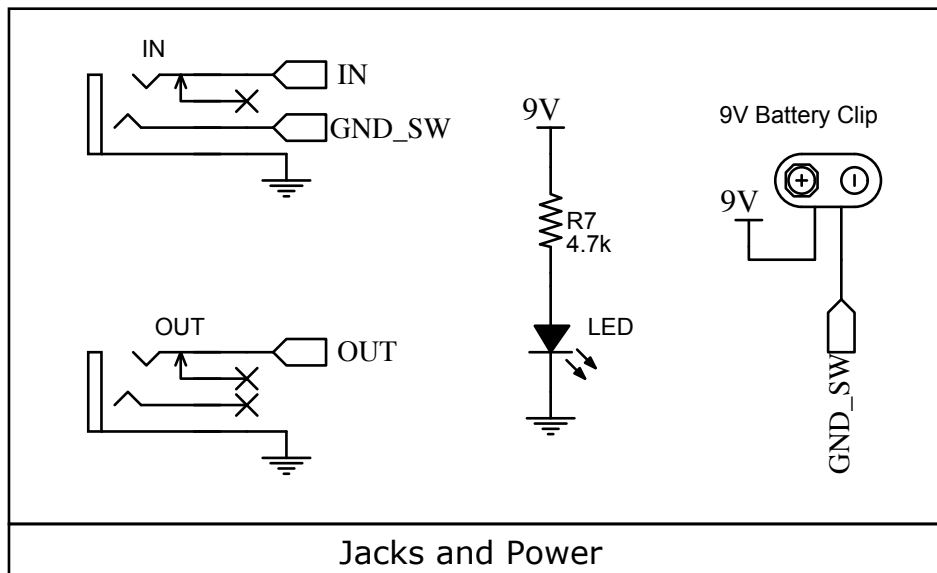 IN
IN
GND_SW
OUT
OUT
9V
R7
4.7k
LED
9V Battery Clip
9V
GND_SW
Jacks and Power